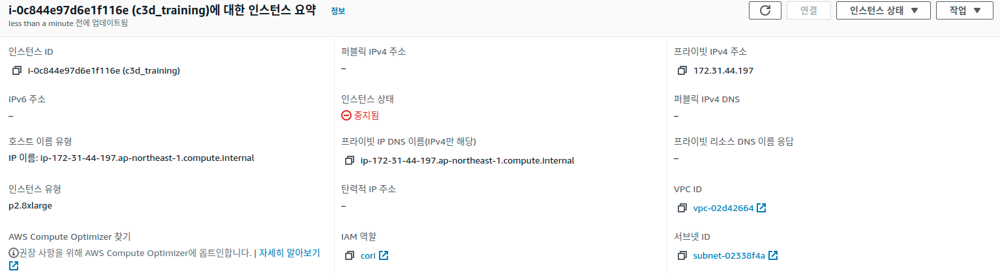 i-0c844e97d6e1f116e (c3d_training)에 대한 인스턴스 요약 정보
less than a minute 전에 업데이트됨
연결
인스턴스 상태
작업
인스턴스 ID
i-0c844e97d6e1f116e (c3d_training)
퍼블릭 IPv4 주소
–
프라이빗 IPv4 주소
172.31.44.197
IPv6 주소
–
인스턴스 상태
중지됨
퍼블릭 IPv4 DNS
–
호스트 이름 유형
IP 이름: ip-172-31-44-197.ap-northeast-1.compute.internal
프라이빗 IP DNS 이름(IPv4만 해당)
ip-172-31-44-197.ap-northeast-1.compute.internal
프라이빗 리소스 DNS 이름 응답
–
인스턴스 유형
p2.8xlarge
탄력적 IP 주소
–
VPC ID
vpc-02d42664
AWS Compute Optimizer 찾기
권장 사항을 위해 AWS Compute Optimizer에 옵트인합니다. | 자세히 알아보기
IAM 역할
cori
서브넷 ID
subnet-02338f4a